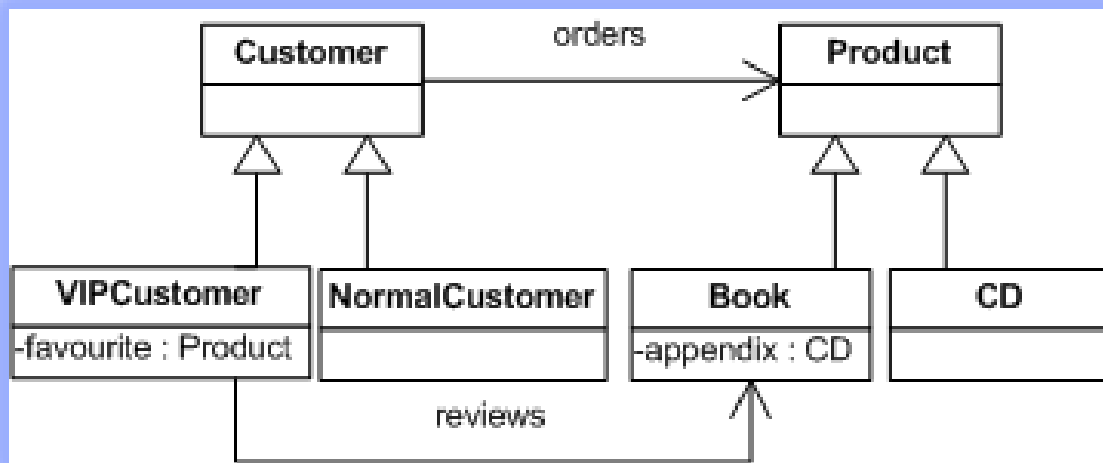 orders
Customer
Product
VIPCustomer
NormalCustomer
Book
CD
-favourite : Product
-appendix : CD
reviews